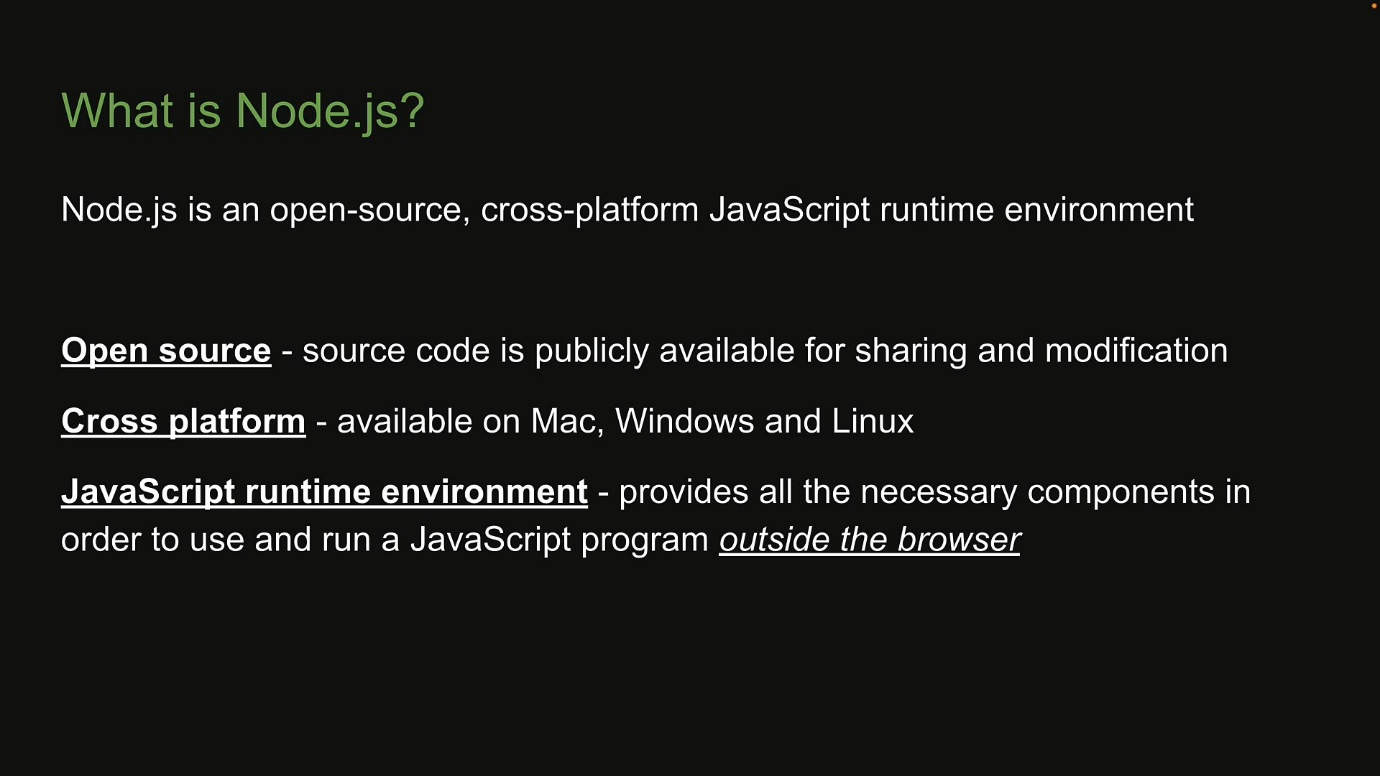 What is Node.js?
Node.js is an open-source, cross-platform JavaScript runtime environment
Open source - source code is publicly available for sharing and modification
Cross platform - available on Mac, Windows and Linux
JavaScript runtime environment - provides all the necessary components in
order to use and run a JavaScript program outside the browser